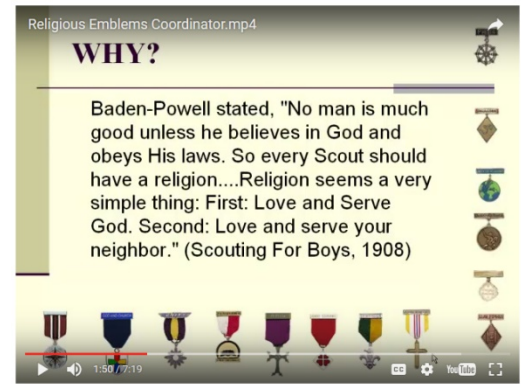 Religious Emblems Coordinator.mp4
WHY?
Baden-Powell stated, "No man is much
good unless he believes in God and
obeys His laws. So every Scout should
have a religion....Religion seems a very
simple thing: First: Love and Serve
God. Second: Love and serve your
neighbor." (Scouting For Boys, 1908)
1:50 / 7:19
CC
YouTube